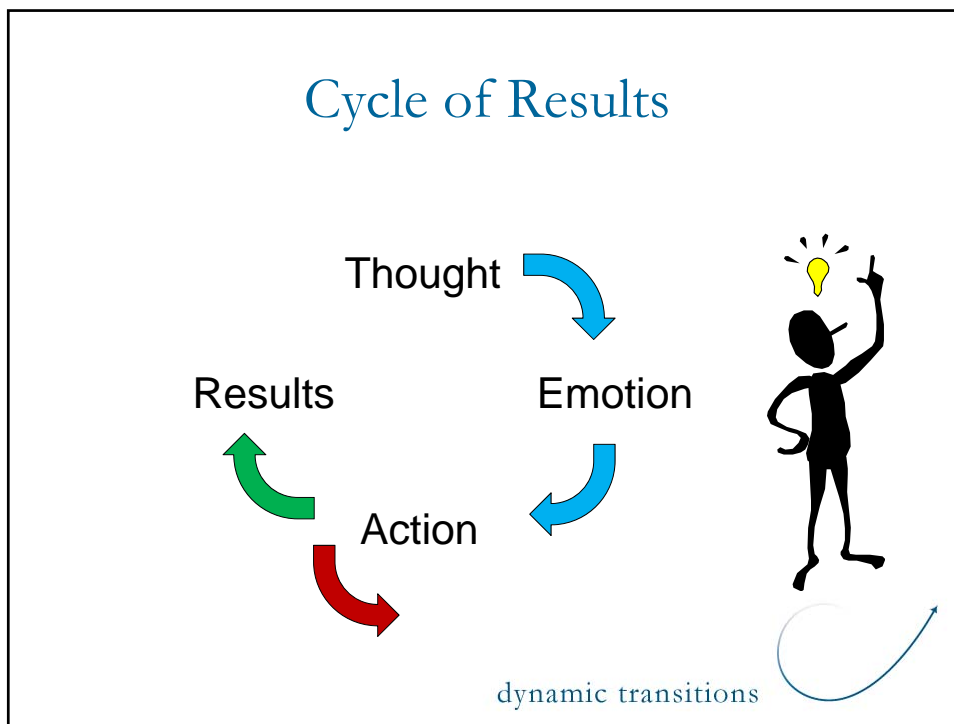 Cycle of Results
Thought
Results
Emotion
Action
dynamic transitions